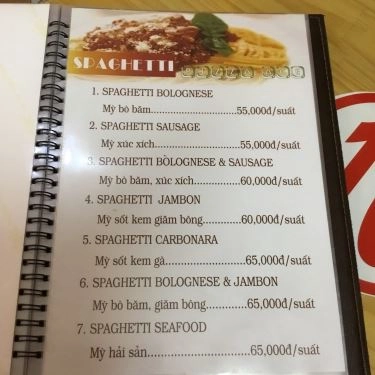 SPAGHETTI
1. SPAGHETTI BOLOGNESE
Mỳ bò băm..................55,000đ/suất
2. SPAGHETTI SAUSAGE
Mỳ xúc xích..................55,000đ/suất
3. SPAGHETTI BOLOGNESE & SAUSAGE
Mỳ bò băm, xúc xích.......60,000đ/suất
4. SPAGHETTI JAMBON
Mỳ sốt kem giăm bông.......60,000đ/suất
5. SPAGHETTI CARBONARA
Mỳ sốt kem gà................65,000đ/suất
6. SPAGHETTI BOLOGNESE & JAMBON
Mỳ bò băm, giăm bông.......65,000đ/suất
7. SPAGHETTI SEAFOOD
Mỳ hải sản.....................65,000đ/suất